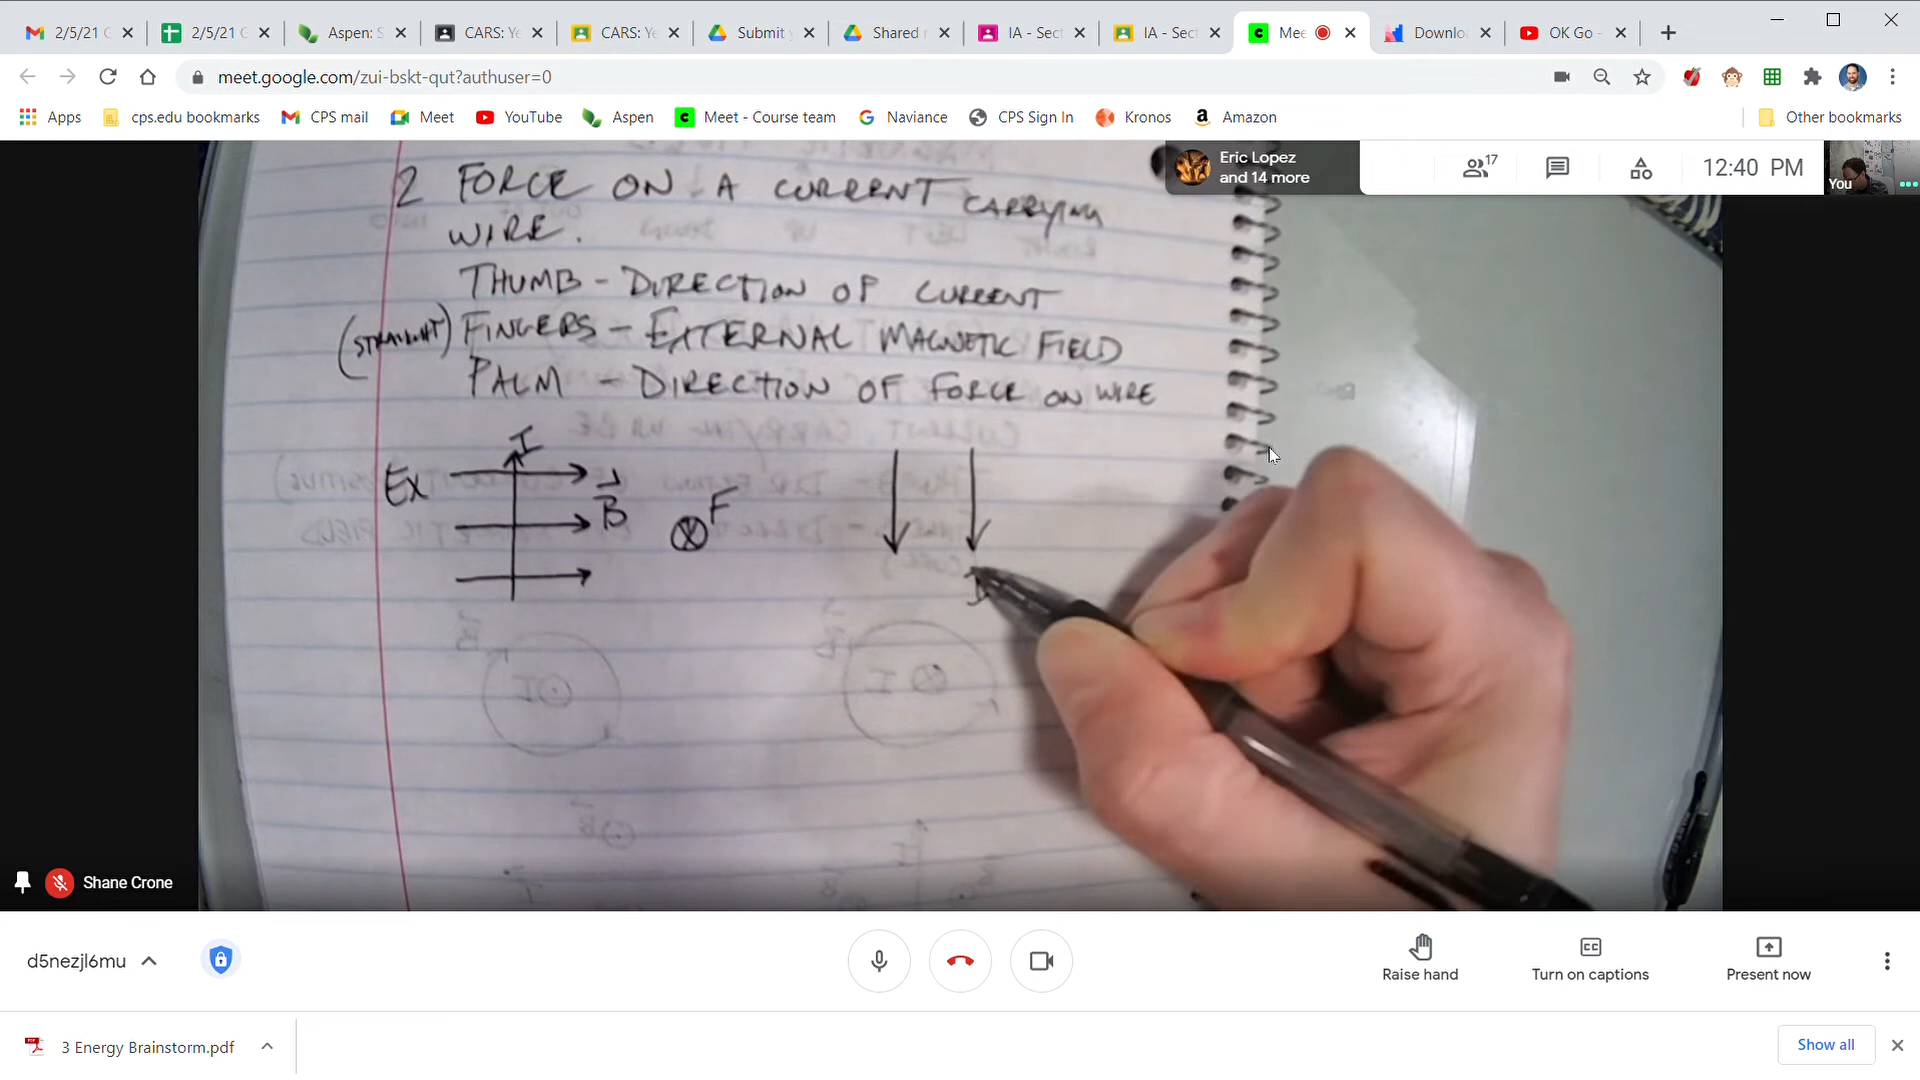 2/5/21 C
2/5/21 C
Aspen: S
CARS: Ye
CARS: Ye
Submit y
Shared r
IA - Sect
IA - Sect
Mee
Downlo
OK Go -
meet.google.com/zui-bskt-qut?authuser=0
Apps
cps.edu bookmarks
CPS mail
Meet
YouTube
Aspen
Meet - Course team
Naviance
CPS Sign In
Kronos
Amazon
Other bookmarks
Eric Lopez
and 14 more
17
12:40 PM
You
2 FORCE ON A CURRENT CARRYING
WIRE.
THUMB - DIRECTION OF CURRENT
(STRAIGHT) FINGERS - EXTERNAL MAGNETIC FIELD
PALM - DIRECTION OF FORCE ON WIRE
I
EX
B
F
Shane Crone
d5nezjl6mu
Raise hand
Turn on captions
Present now
3 Energy Brainstorm.pdf
Show all